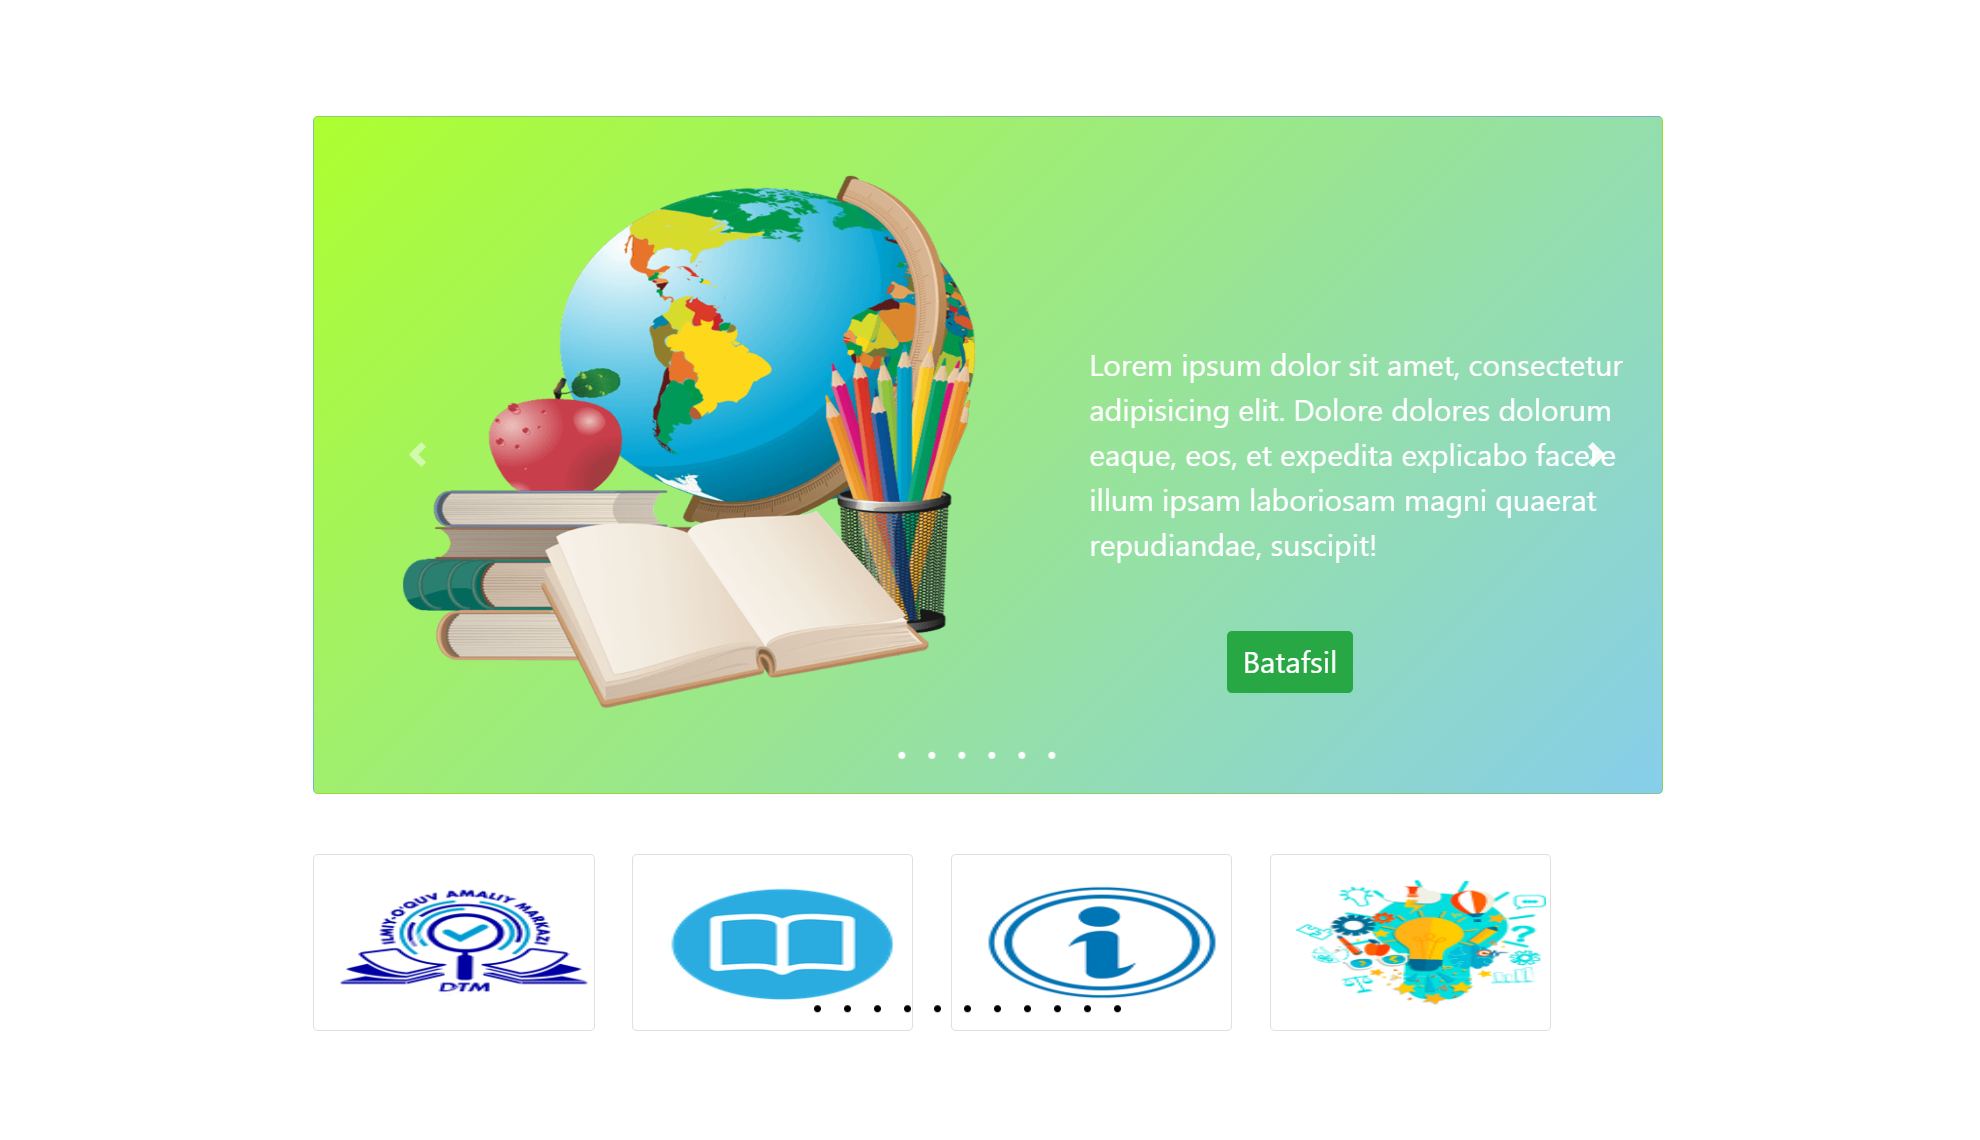 Lorem ipsum dolor sit amet, consectetur
adipisicing elit. Dolore dolores dolorum
eaque, eos, et expedita explicabo facere
illum ipsam laboriosam magni quaerat
repudiandae, suscipit!
Batafsil
ILMIY-O'QUV AMALIY MARKAZI
DTM